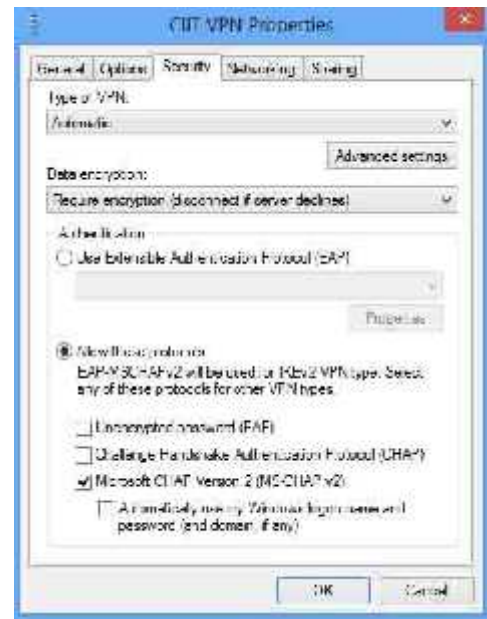 CIIT VPN Properties
General Options Security Networking Sharing
Type of VPN:
Automatic
Advanced settings
Data encryption:
Require encryption (disconnect if server declines)
Authentication
Use Extensible Authentication Protocol (EAP)
Properties
Allow these protocols
EAP-MSCHAPv2 will be used for IKEv2 VPN type. Select
any of these protocols for other VPN types.
Unencrypted password (PAP)
Challenge Handshake Authentication Protocol (CHAP)
Microsoft CHAP Version 2 (MS-CHAP v2)
Automatically use my Windows logon name and
password (and domain, if any)
OK Cancel